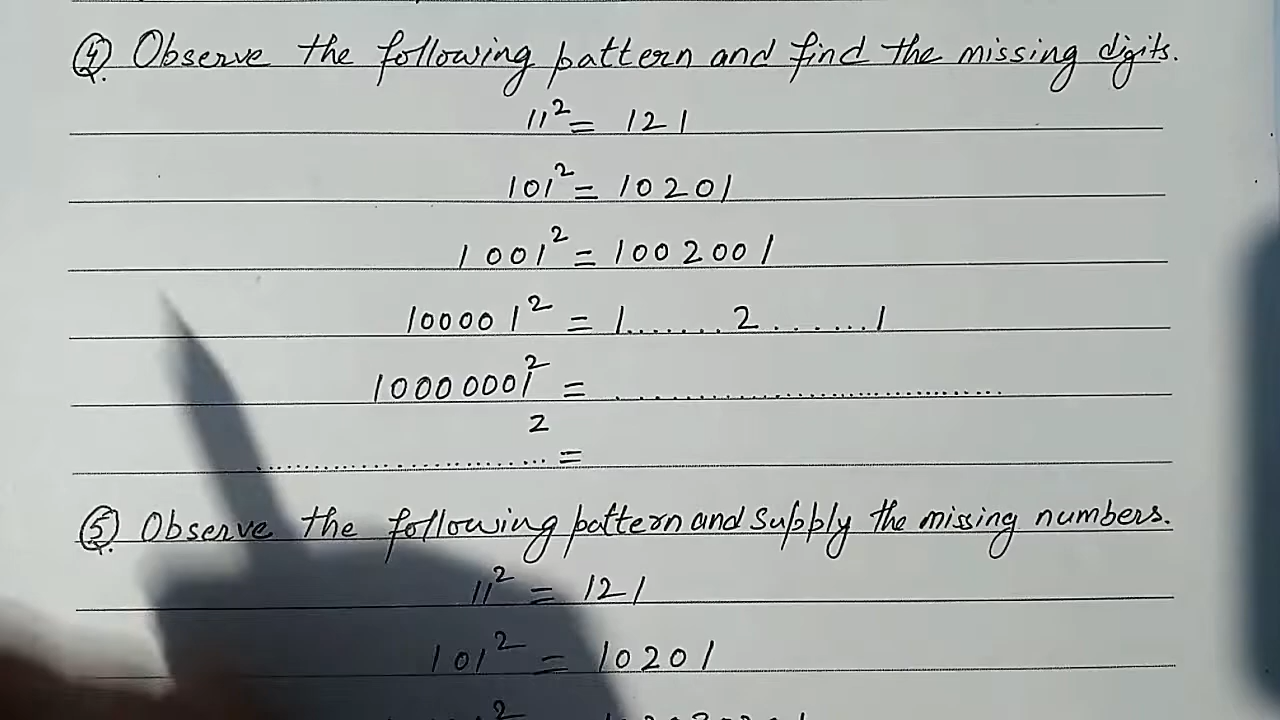 ④. Observe the following pattern and find the missing digits.
11² = 121
101² = 10201
1001² = 1002001
100001² = 1.......2.......1
10000001² = ....................................
..........................² =
⑤. Observe the following pattern and supply the missing numbers.
11² = 121
101² = 10201